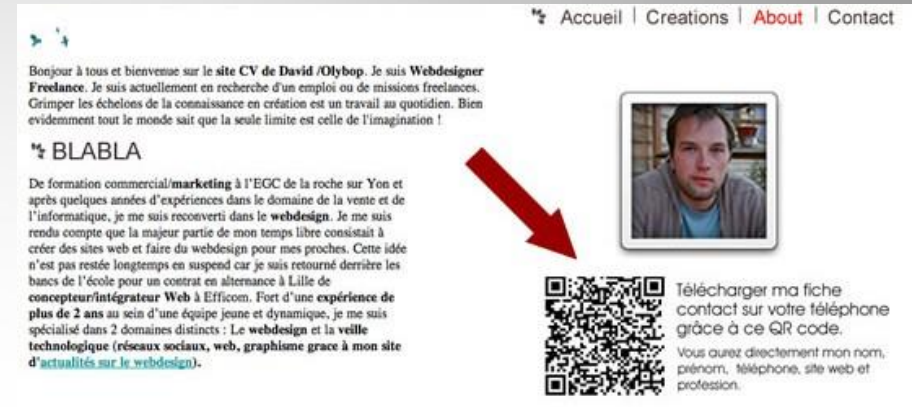 Accueil | Creations | About | Contact
Bonjour à tous et bienvenue sur le site CV de David /Olybop. Je suis Webdesigner
Freelance. Je suis actuellement en recherche d'un emploi ou de missions freelances.
Grimper les échelons de la connaissance en création est un travail au quotidien. Bien
evidemment tout le monde sait que la seule limite est celle de l'imagination !
BLABLA
De formation commercial/marketing à l'EGC de la roche sur Yon et
après quelques années d'expériences dans le domaine de la vente et de
l'informatique, je me suis reconverti dans le webdesign. Je me suis
rendu compte que la majeur partie de mon temps libre consistait à
créer des sites web et faire du webdesign pour mes proches. Cette idée
n'est pas restée longtemps en suspend car je suis retourné derrière les
bancs de l'école pour un contrat en alternance à Lille de
concepteur/intégrateur Web à Efficom. Fort d'une expérience de
plus de 2 ans au sein d'une équipe jeune et dynamique, je me suis
spécialisé dans 2 domaines distincts : Le webdesign et la veille
technologique (réseaux sociaux, web, graphisme grace à mon site
d'actualités sur le webdesign).
Télécharger ma fiche
contact sur votre téléphone
grâce à ce QR code.
Vous aurez directement mon nom,
prénom, téléphone, site web et
profession.